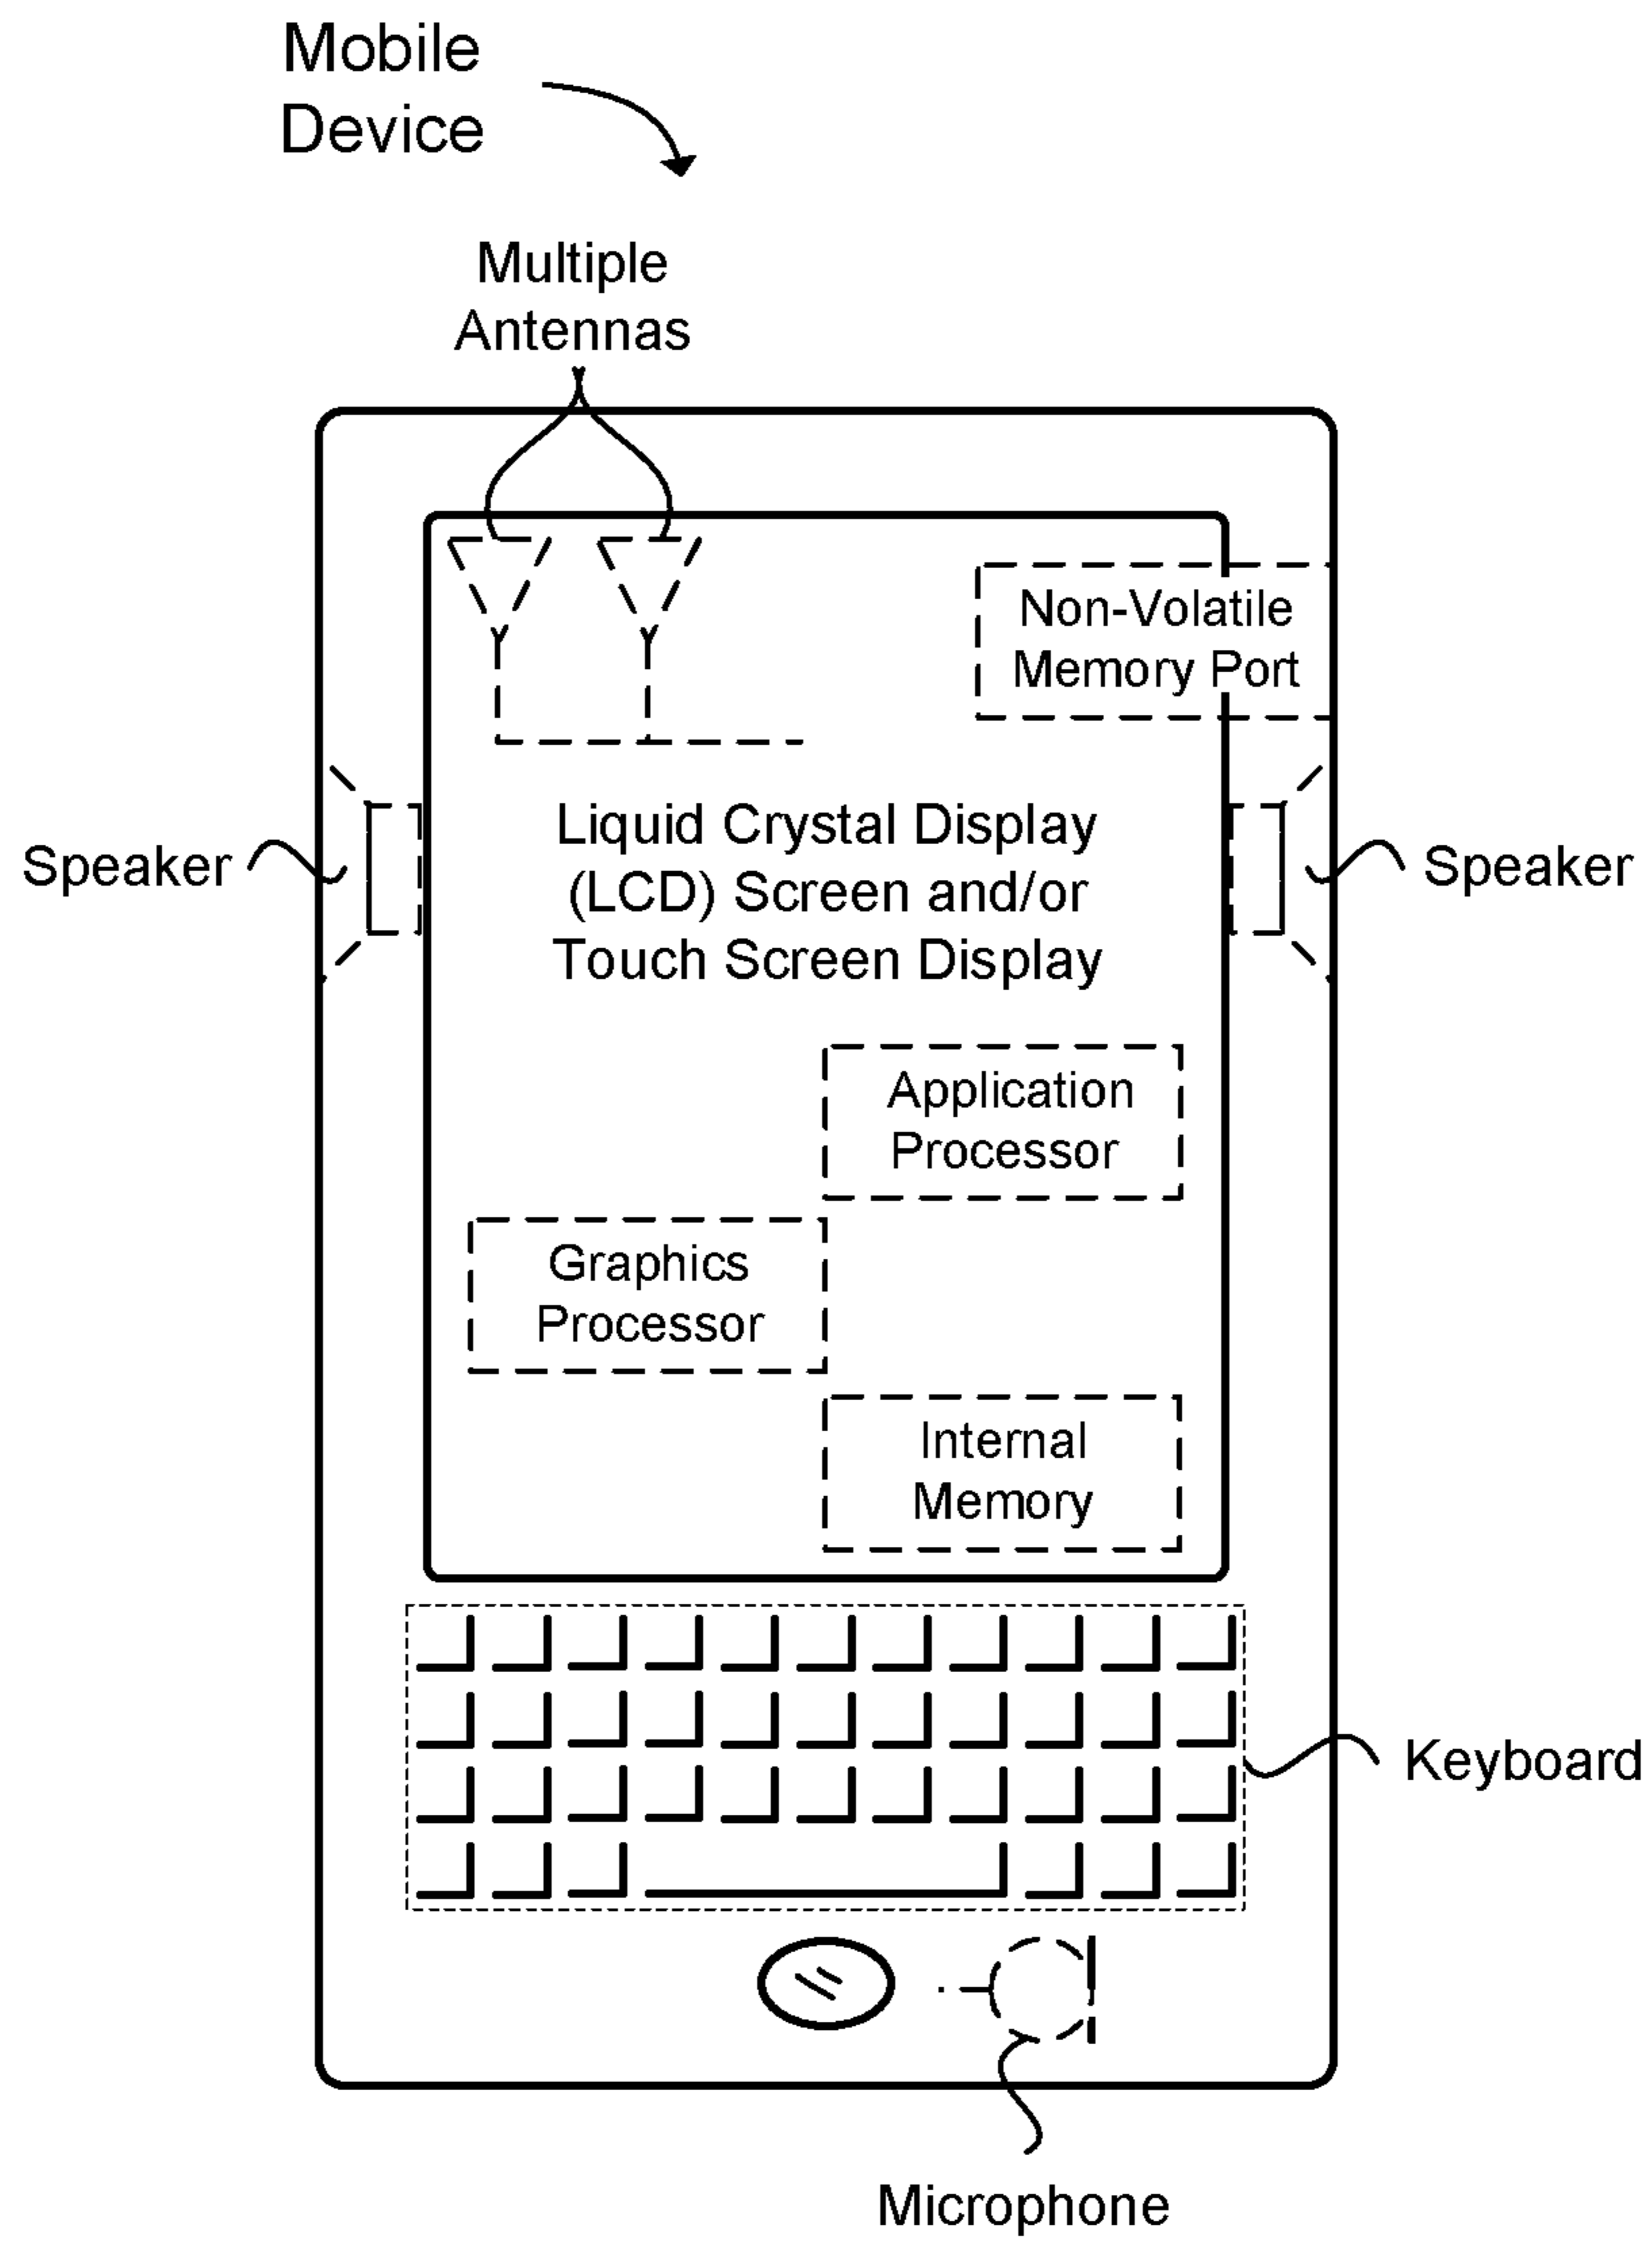 Mobile
Device
Multiple
Antennas
Non-Volatile
Memory Port
Speaker
Liquid Crystal Display
(LCD) Screen and/or
Touch Screen Display
Speaker
Application
Processor
Graphics
Processor
Internal
Memory
Keyboard
Microphone